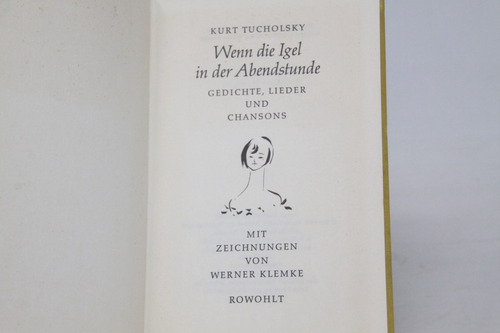 KURT TUCHOLSKY
Wenn die Igel
in der Abendstunde
GEDICHTE, LIEDER
UND
CHANSONS
MIT
ZEICHNUNGEN
VON
WERNER KLEMKE
ROWOHLT